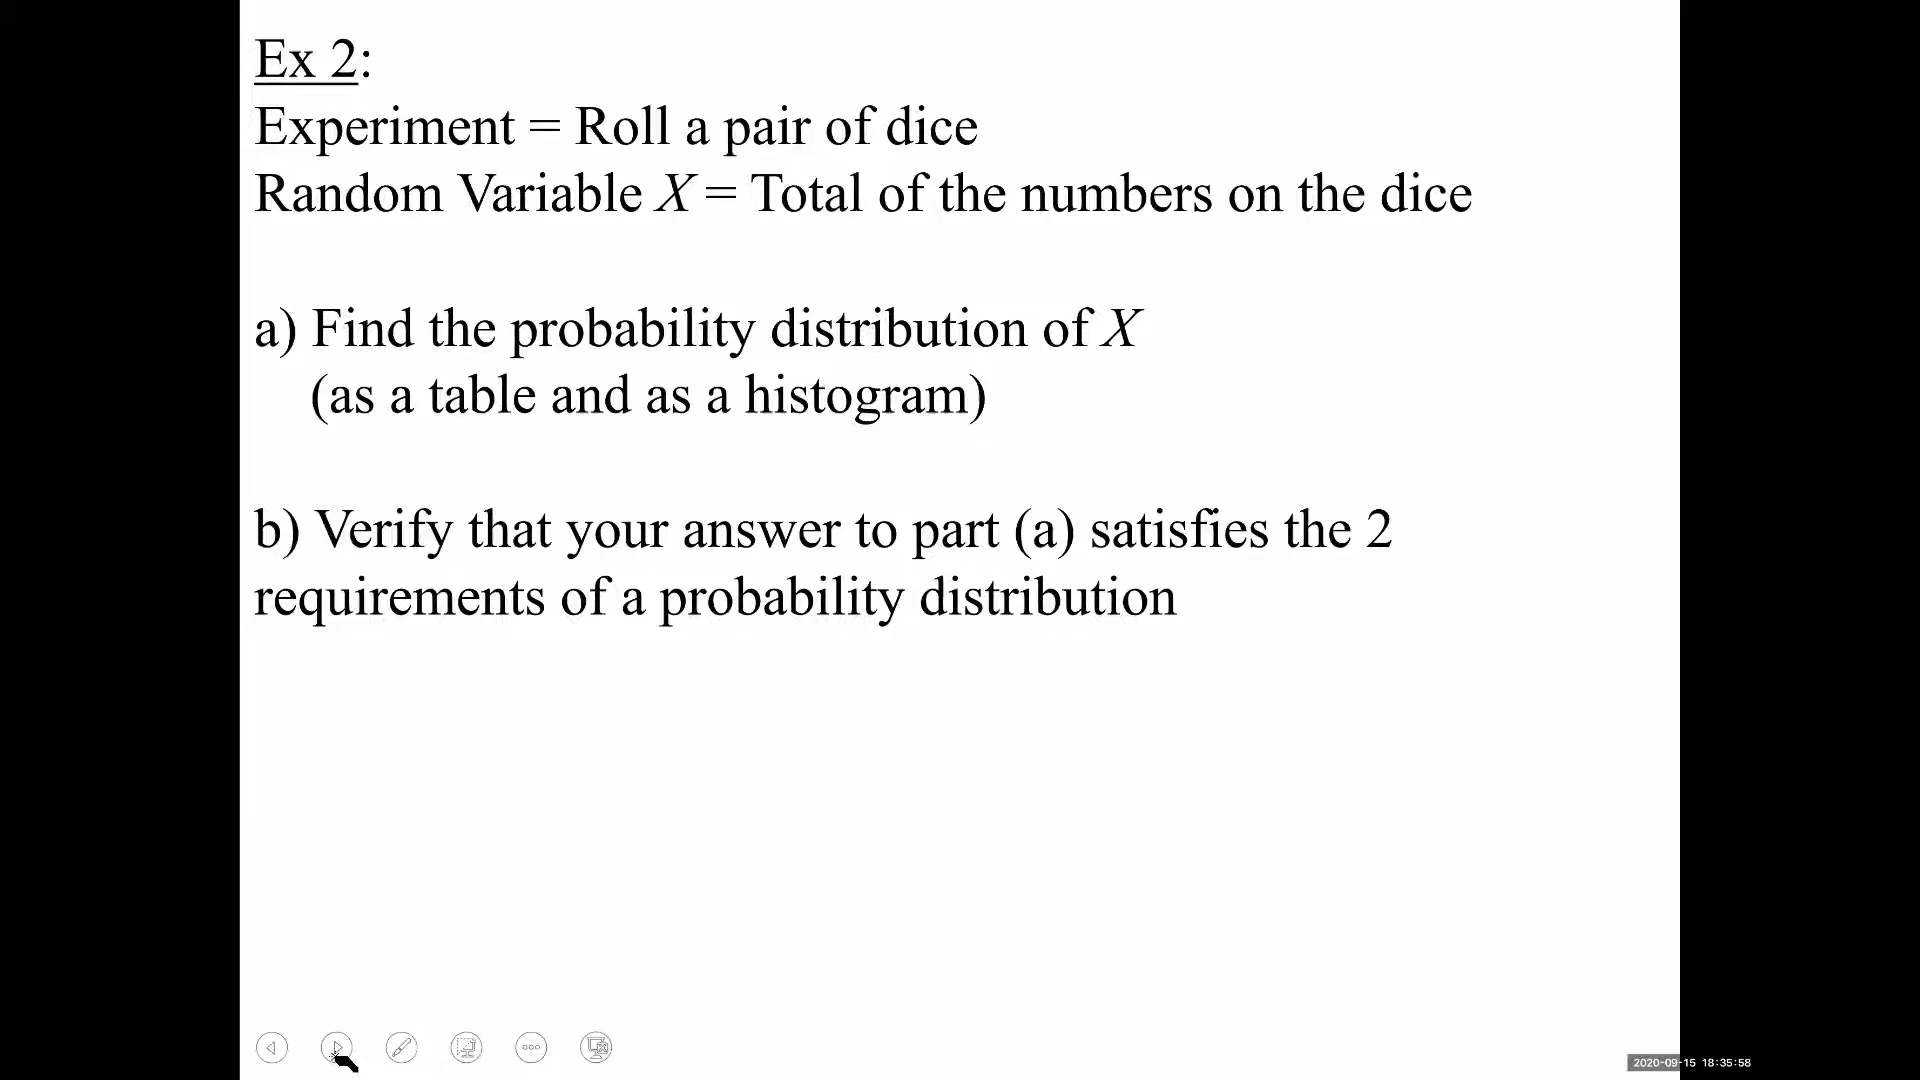 Ex 2:
Experiment = Roll a pair of dice
Random Variable X = Total of the numbers on the dice
a) Find the probability distribution of X
(as a table and as a histogram)
b) Verify that your answer to part (a) satisfies the 2
requirements of a probability distribution
2020-09-15 18:35:58